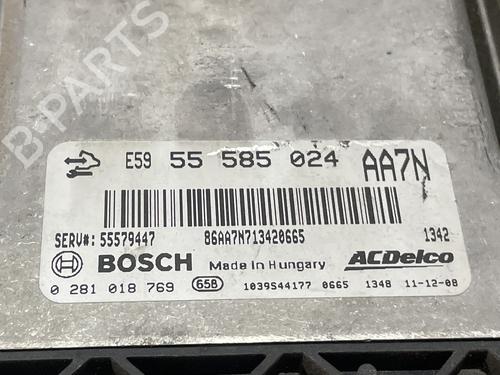 B-PARTS
E59 55 585 024 AA7N
SERV#: 55579447 86AA7N713420665 1342
BOSCH Made in Hungary ACDelco
0 281 018 769 65B 1039S44177 0665 1348 11-12-08